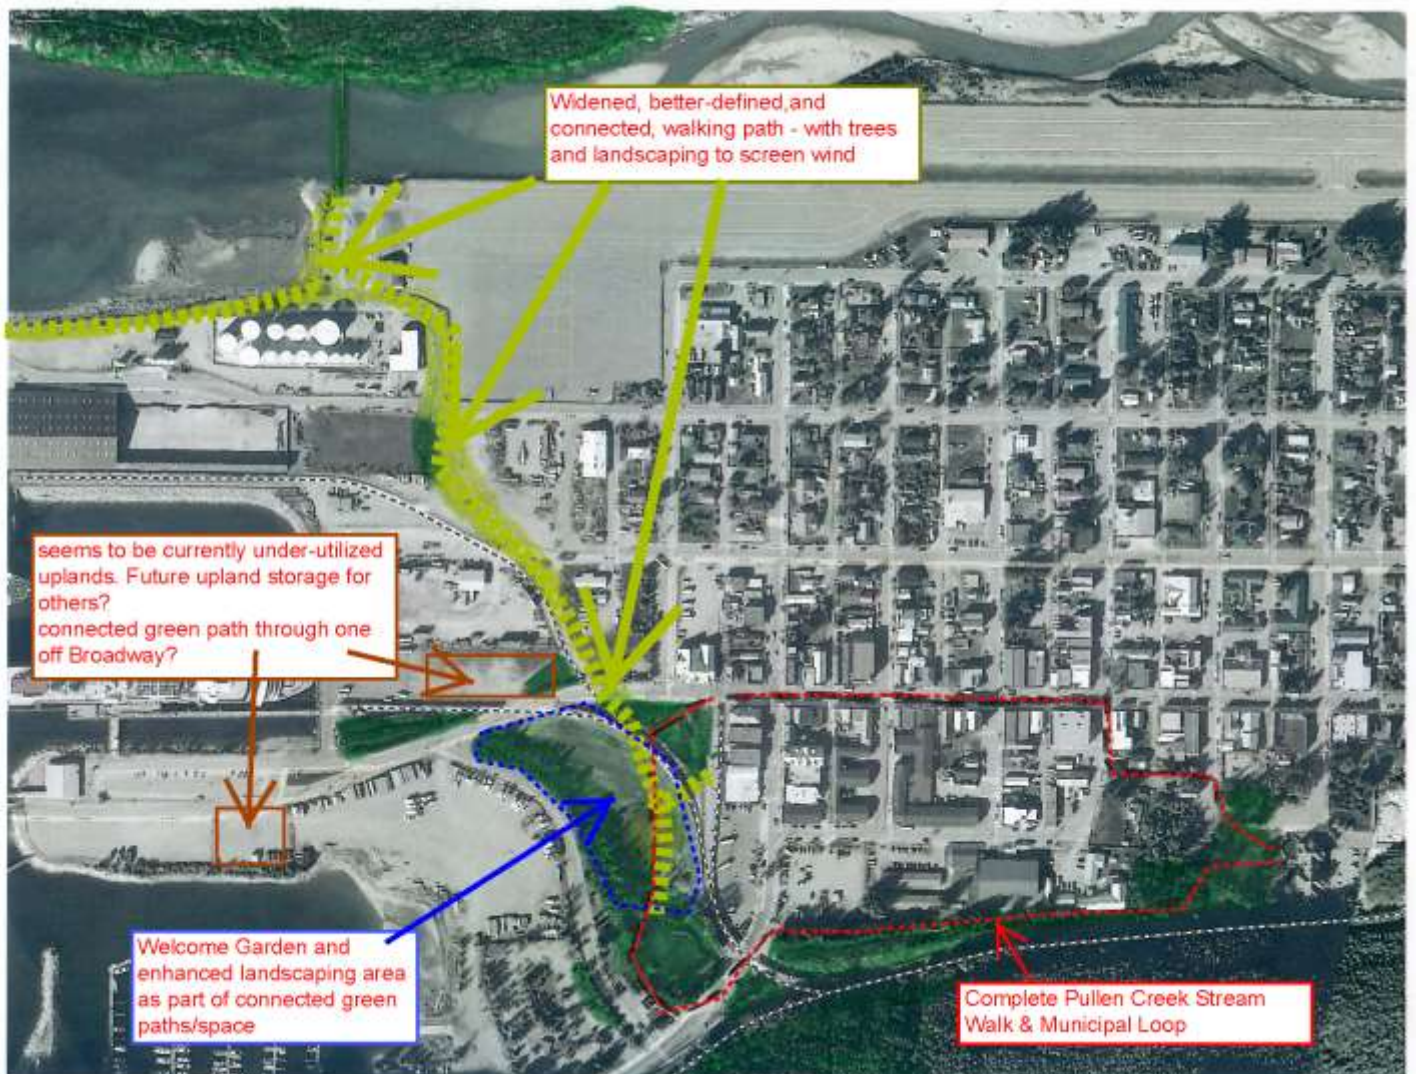 Widened, better-defined,and
connected, walking path - with trees
and landscaping to screen wind
seems to be currently under-utilized
uplands. Future upland storage for
others?
connected green path through one
off Broadway?
Welcome Garden and
enhanced landscaping area
as part of connected green
paths/space
Complete Pullen Creek Stream
Walk & Municipal Loop